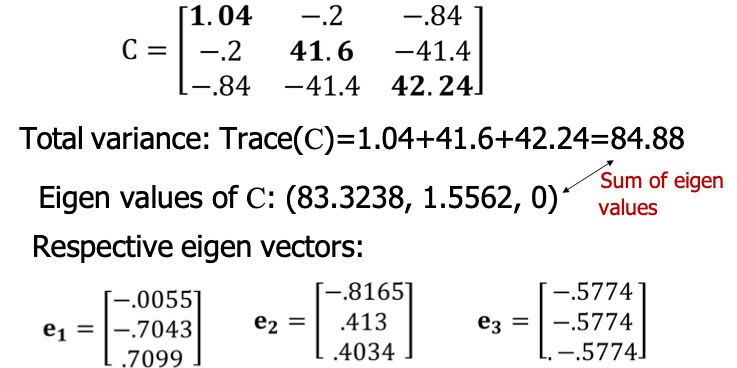 C = [1.04 −.2 −.84
−.2 41.6 −41.4
−.84 −41.4 42.24]
Total variance: Trace(C)=1.04+41.6+42.24=84.88
Eigen values of C: (83.3238, 1.5562, 0)
Sum of eigen
values
Respective eigen vectors:
e₁ = [−.0055
−.7043
.7099]
e₂ = [−.8165
.413
.4034]
e₃ = [−.5774
−.5774
.−.5774]